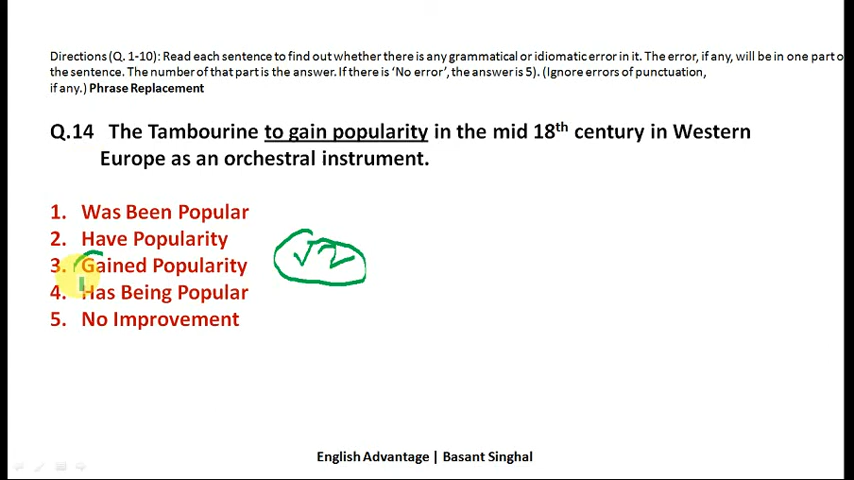 Directions (Q. 1-10): Read each sentence to find out whether there is any grammatical or idiomatic error in it. The error, if any, will be in one part o
the sentence. The number of that part is the answer. If there is ‘No error’, the answer is 5). (Ignore errors of punctuation,
if any.) Phrase Replacement
Q.14 The Tambourine to gain popularity in the mid 18th century in Western
Europe as an orchestral instrument.
1. Was Been Popular
2. Have Popularity
√2
3. Gained Popularity
4. Has Being Popular
5. No Improvement
English Advantage | Basant Singhal